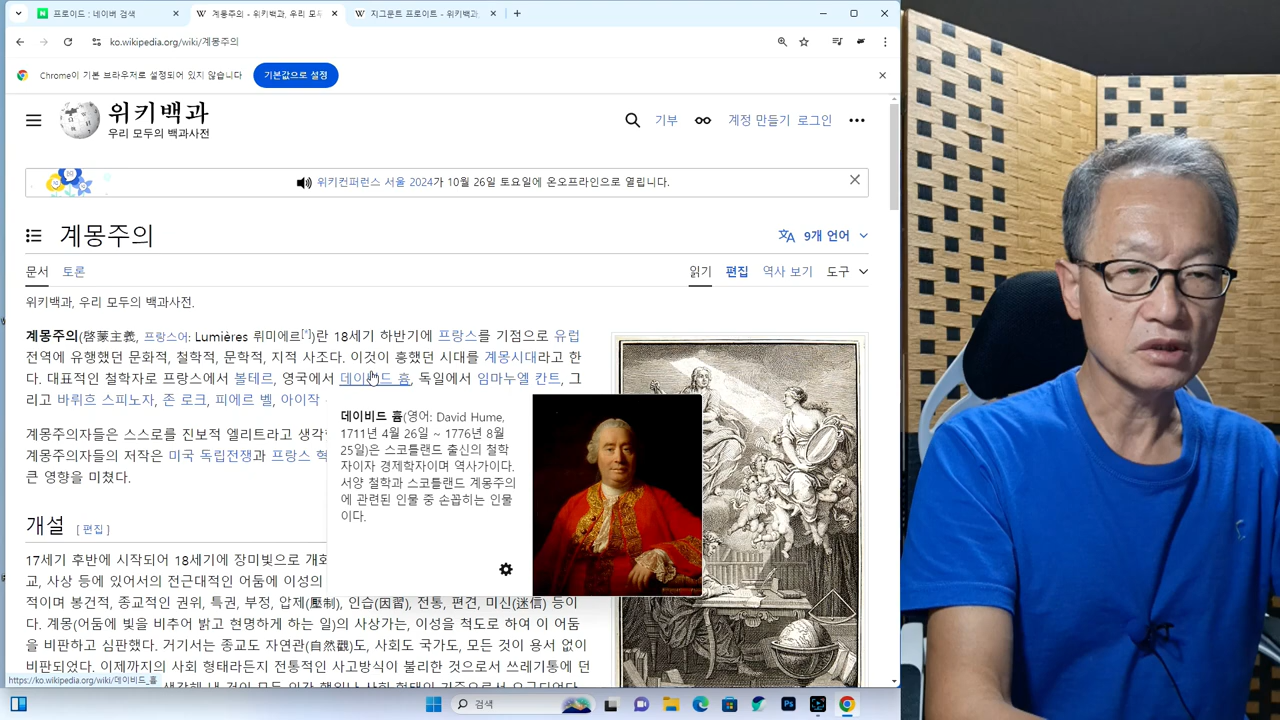 프로이드 : 네이버 검색
계몽주의 - 위키백과, 우리 모두
지그문트 프로이트 - 위키백과,
ko.wikipedia.org/wiki/계몽주의
Chrome이 기본 브라우저로 설정되어 있지 않습니다
기본값으로 설정
위키백과
우리 모두의 백과사전
기부
계정 만들기 로그인
위키컨퍼런스 서울 2024가 10월 26일 토요일에 온오프라인으로 열립니다.
계몽주의
9개 언어
문서 토론
읽기 편집 역사 보기 도구
위키백과, 우리 모두의 백과사전.
계몽주의(啓蒙主義, 프랑스어: Lumieres 뤼미에르[*])란 18세기 하반기에 프랑스를 기점으로 유럽
전역에 유행했던 문화적, 철학적, 문학적, 지적 사조다. 이것이 흥했던 시대를 계몽시대라고 한
다. 대표적인 철학자로 프랑스에서 볼테르, 영국에서 데이비드 흄, 독일에서 임마누엘 칸트, 그
리고 바뤼흐 스피노자, 존 로크, 피에르 벨, 아이작
계몽주의자들은 스스로를 진보적 엘리트라고 생각
계몽주의자들의 저작은 미국 독립전쟁과 프랑스
큰 영향을 미쳤다.
데이비드 흄(영어: David Hume,
1711년 4월 26일 ~ 1776년 8월
25일)은 스코틀랜드 출신의 철학
자이자 경제학자이며 역사가이다.
서양 철학과 스코틀랜드 계몽주의
에 관련된 인물 중 손꼽히는 인물
이다.
개설 [ 편집 ]
17세기 후반에 시작되어 18세기에 장미빛으로
교, 사상 등에 있어서의 전근대적인 어둠에 이성의
적이며 봉건적, 종교적인 권위, 특권, 부정, 압제(壓制), 인습(因習), 전통, 편견, 미신(迷信) 등이
다. 계몽(어둠에 빛을 비추어 밝고 현명하게 하는 일)의 사상가는, 이성을 척도로 하여 이 어둠
을 비판하고 심판했다. 거기서는 종교도 자연관(自然觀)도, 사회도 국가도, 모든 것이 용서 없이
비판되었다. 이제까지의 사회 형태라든지 전통적인 사고방식이 불리한 것으로서 쓰레기통에 던
https://ko.wikipedia.org/wiki/데이비드_흄
검색